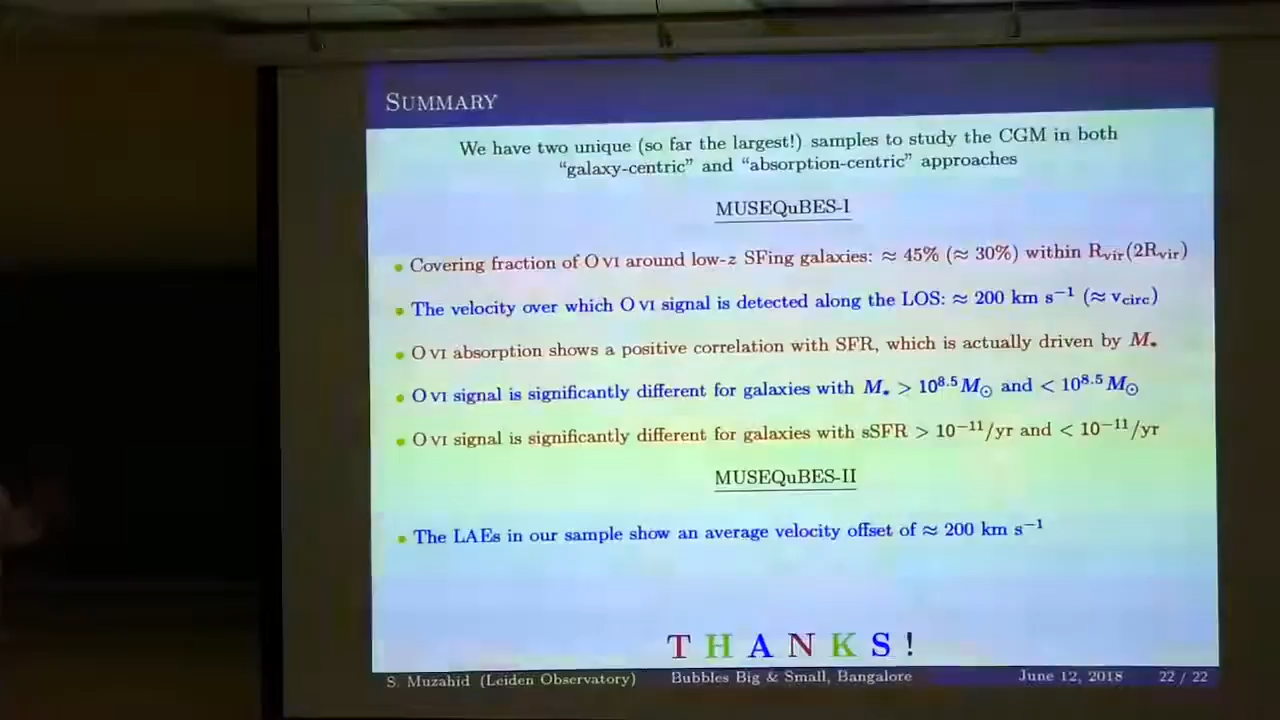 SUMMARY
We have two unique (so far the largest!) samples to study the CGM in both
“galaxy-centric” and “absorption-centric” approaches
MUSEQuBES-I
• Covering fraction of O VI around low-z SFing galaxies: ≈ 45% (≈ 30%) within R_vir(2R_vir)
• The velocity over which O VI signal is detected along the LOS: ≈ 200 km s⁻¹ (≈ v_circ)
• O VI absorption shows a positive correlation with SFR, which is actually driven by M⋆
• O VI signal is significantly different for galaxies with M⋆ > 10^8.5 M⊙ and < 10^8.5 M⊙
• O VI signal is significantly different for galaxies with sSFR > 10⁻¹¹/yr and < 10⁻¹¹/yr
MUSEQuBES-II
• The LAEs in our sample show an average velocity offset of ≈ 200 km s⁻¹
THANKS!
S. Muzahid (Leiden Observatory) Bubbles Big & Small, Bangalore June 12, 2018 22 / 22